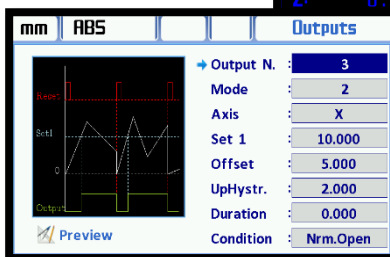 mm ABS Outputs
Output N. : 3
Mode : 2
Axis : X
Set 1 : 10.000
Offset : 5.000
UpHystr. : 2.000
Duration : 0.000
Condition : Nrm.Open
Reset
Set1
0
Output
Preview